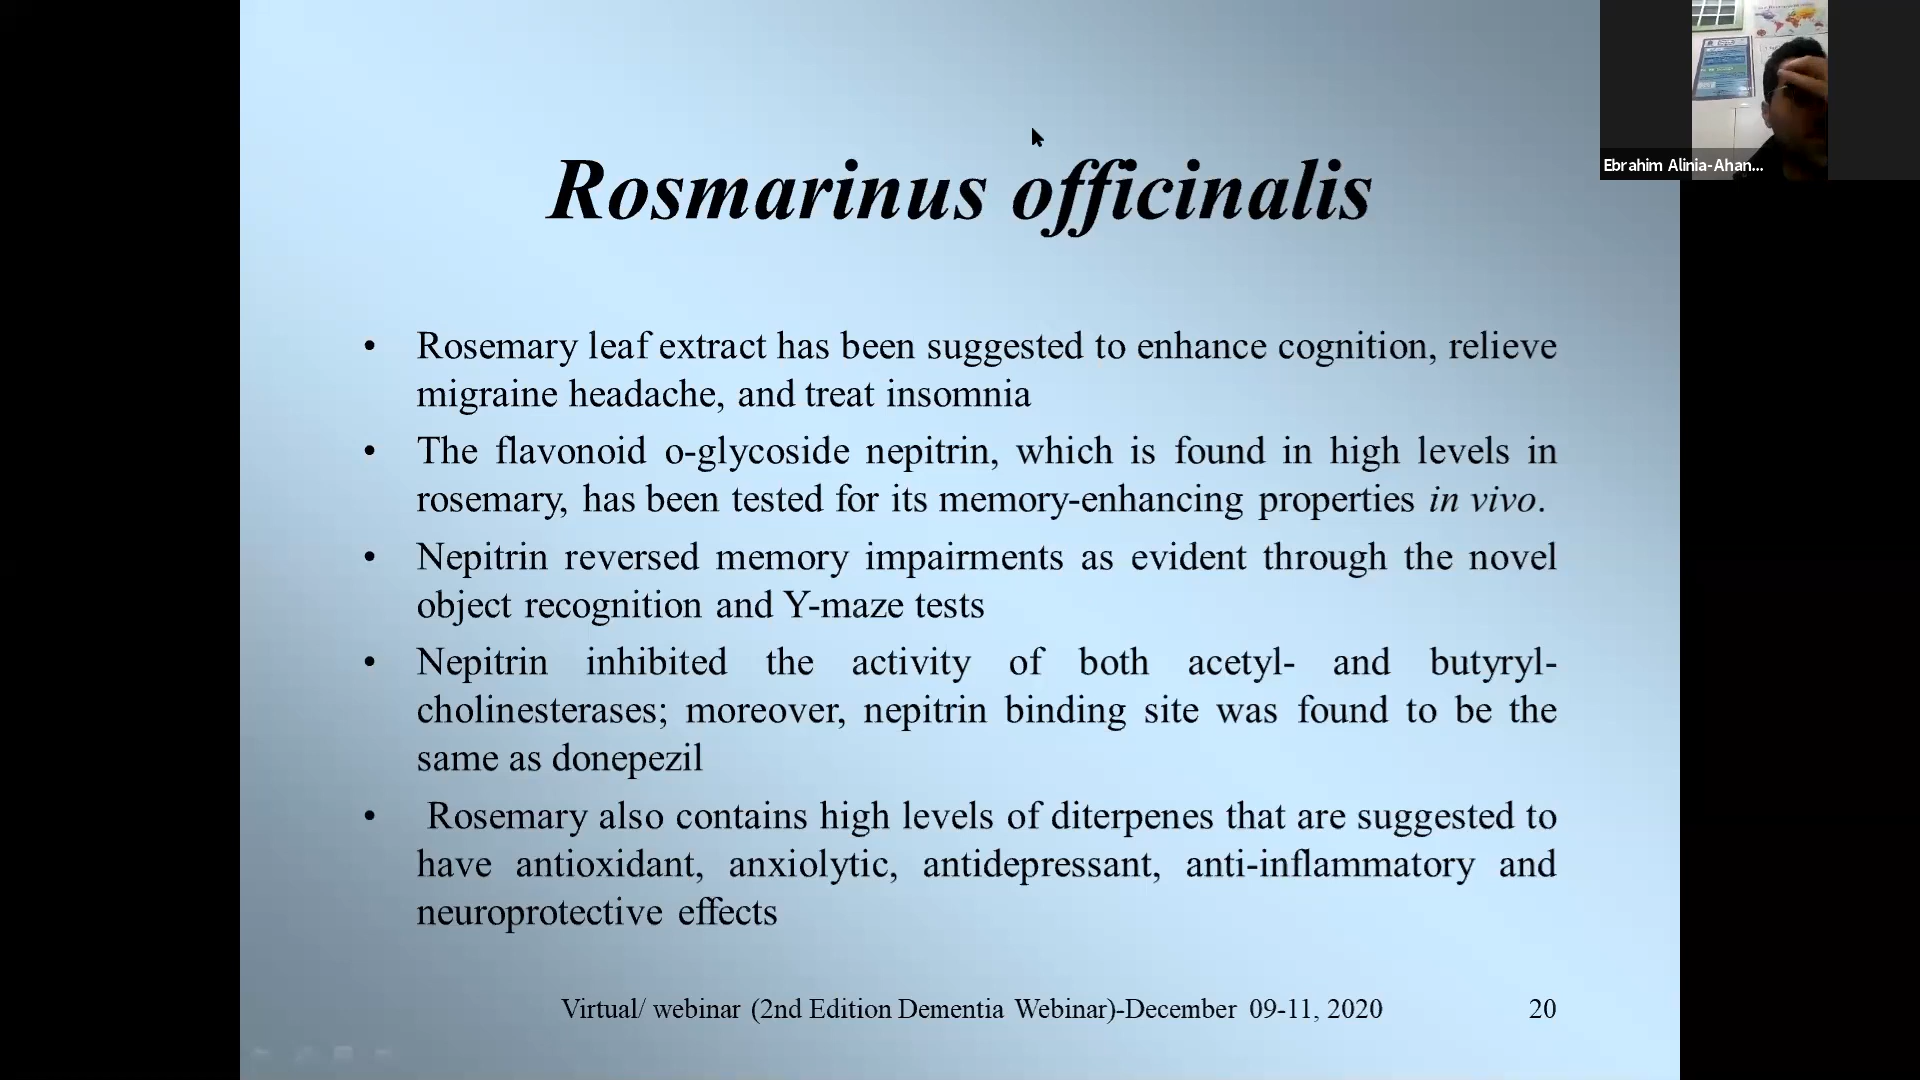 Rosmarinus officinalis
Ebrahim Alinia-Ahan...
• Rosemary leaf extract has been suggested to enhance cognition, relieve
migraine headache, and treat insomnia
• The flavonoid o-glycoside nepitrin, which is found in high levels in
rosemary, has been tested for its memory-enhancing properties in vivo.
• Nepitrin reversed memory impairments as evident through the novel
object recognition and Y-maze tests
• Nepitrin inhibited the activity of both acetyl- and butyryl-
cholinesterases; moreover, nepitrin binding site was found to be the
same as donepezil
• Rosemary also contains high levels of diterpenes that are suggested to
have antioxidant, anxiolytic, antidepressant, anti-inflammatory and
neuroprotective effects
Virtual/ webinar (2nd Edition Dementia Webinar)-December 09-11, 2020
20